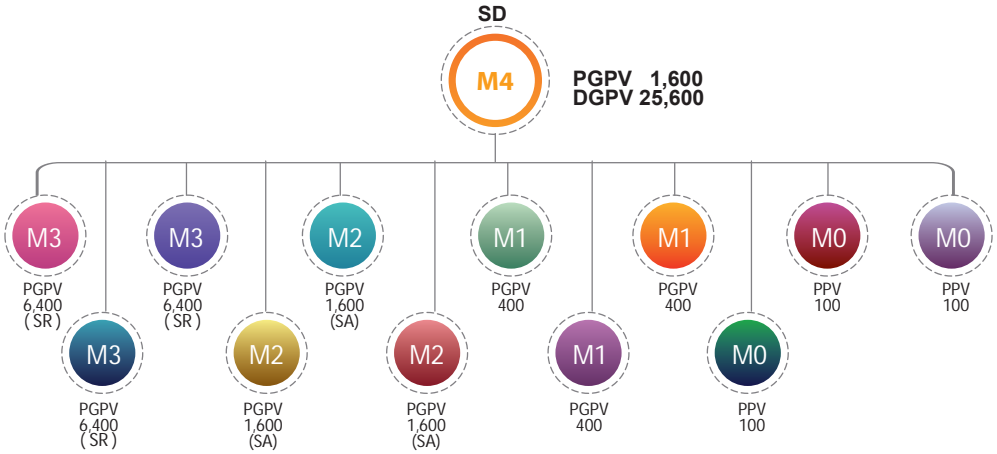 SD
M4
PGPV 1,600
DGPV 25,600
M3
PGPV
6,400
( SR )
M3
PGPV
6,400
( SR )
M2
PGPV
1,600
(SA)
M1
PGPV
400
M1
PGPV
400
M0
PPV
100
M0
PPV
100
M3
PGPV
6,400
( SR )
M2
PGPV
1,600
(SA)
M2
PGPV
1,600
(SA)
M1
PGPV
400
M0
PPV
100